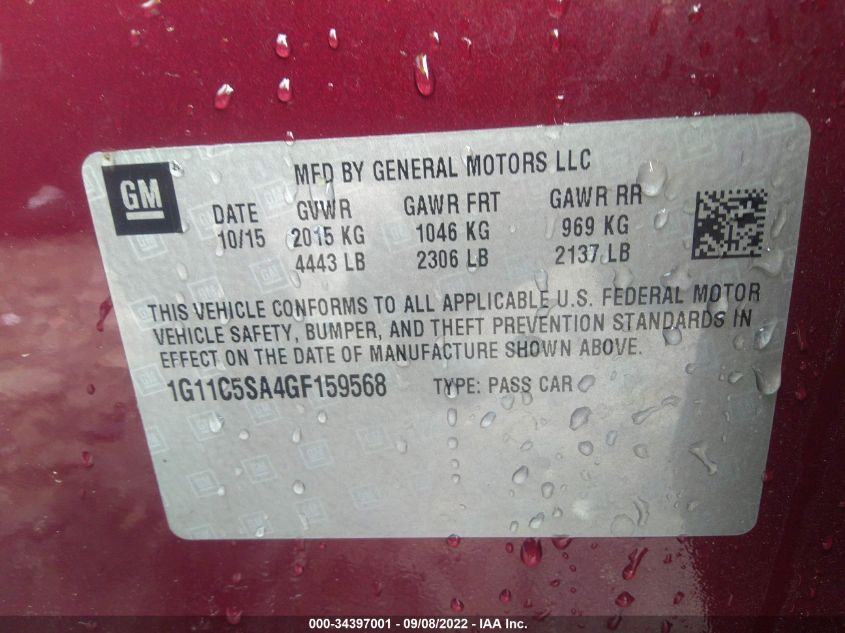 GM
MFD BY GENERAL MOTORS LLC
DATE GVWR GAWR FRT GAWR RR
10/15 2015 KG 1046 KG 969 KG
4443 LB 2306 LB 2137 LB
THIS VEHICLE CONFORMS TO ALL APPLICABLE U.S. FEDERAL MOTOR
VEHICLE SAFETY, BUMPER, AND THEFT PREVENTION STANDARDS IN
EFFECT ON THE DATE OF MANUFACTURE SHOWN ABOVE.
1G11C5SA4GF159568 TYPE: PASS CAR
000-34397001 - 09/08/2022 - IAA Inc.